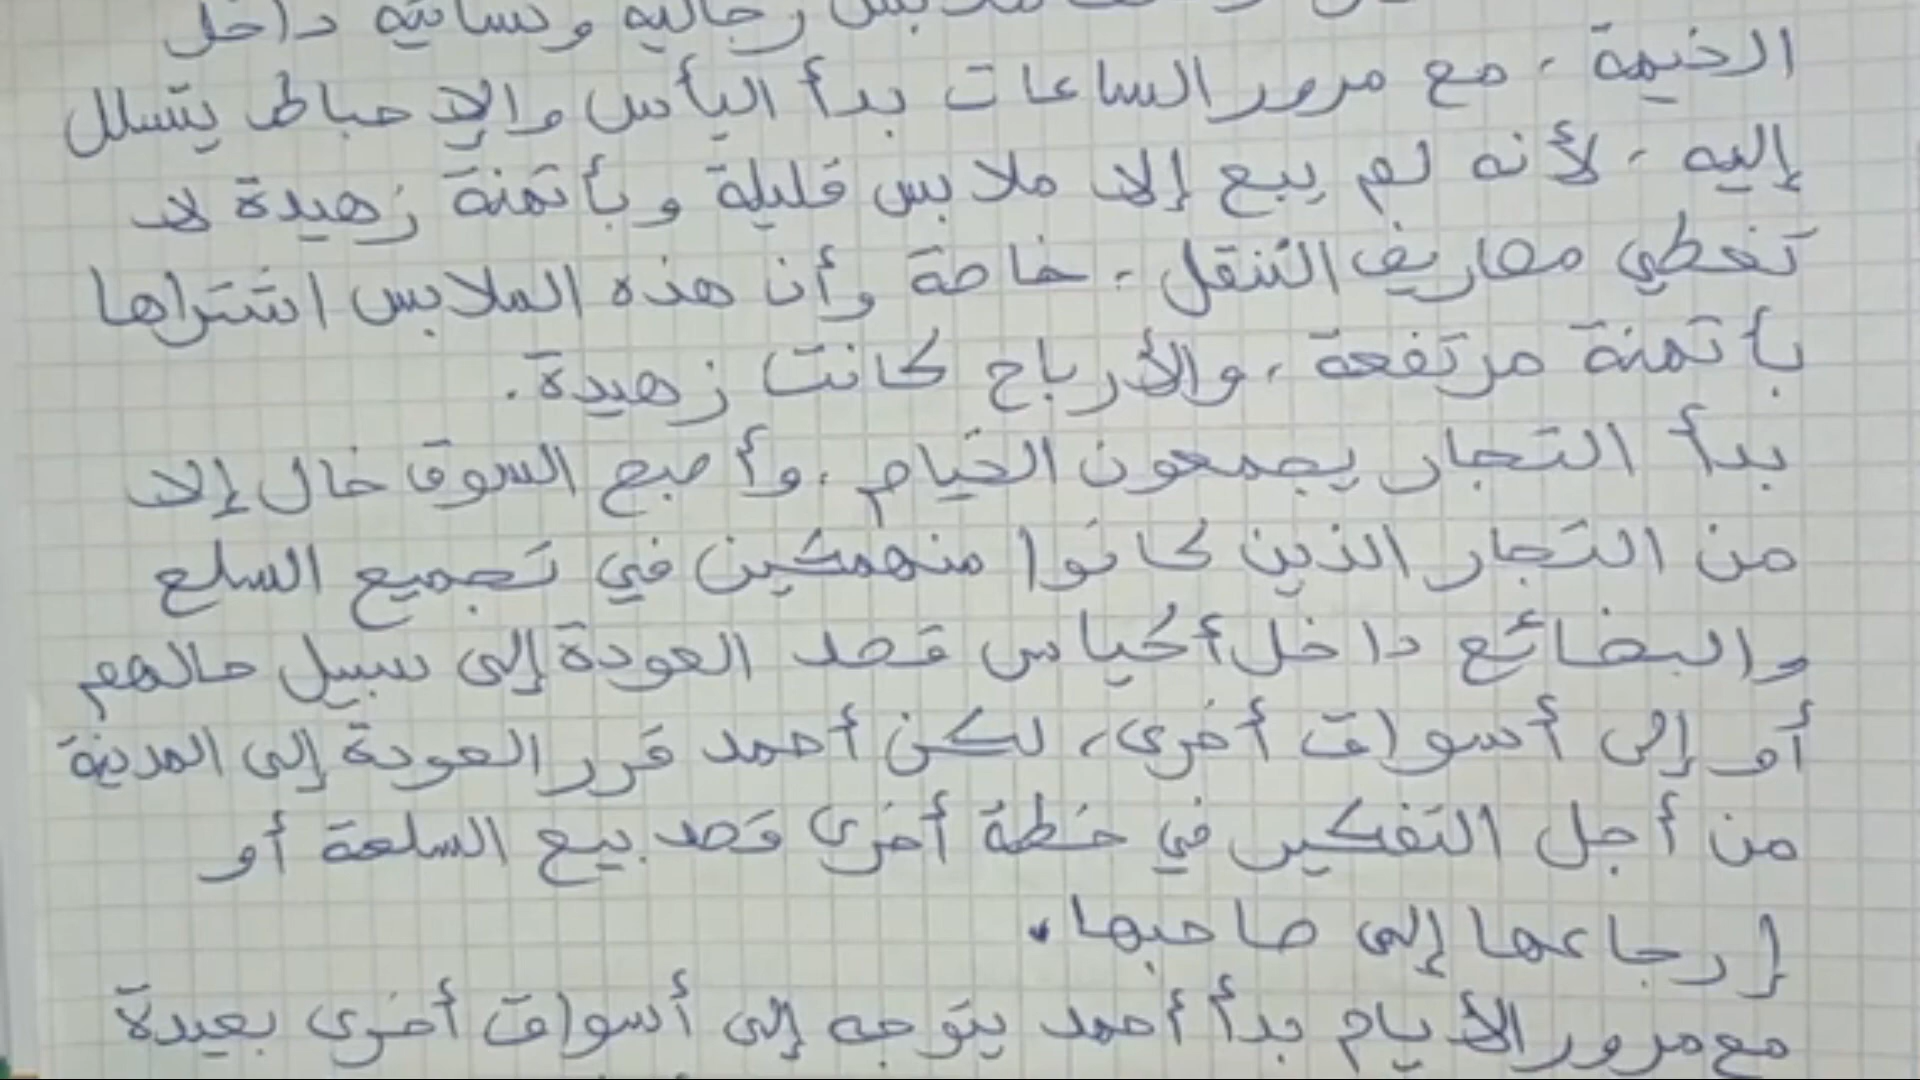 رجالية ونسائية داخل
الخيمة، مع مرور الساعات بدأ اليأس والإحباط يتسلل
إليه، لأنه لم يبع إلا ملابس قليلة وبأثمنة زهيدة لا
تغطي مصاريف التنقل، خاصة وأن هذه الملابس اشتراها
بأثمنة مرتفعة، والأرباح كانت زهيدة.
بدأ التجار يجمعون الخيام، وأصبح السوق خال إلا
من التجار الذين كانوا منهمكين في تجميع السلع
والبضائع داخل أكياس قصد العودة إلى سبيل حالهم
أو إلى أسواق أخرى، لكن أحمد قرر العودة إلى المدينة
من أجل التفكير في خطة أخرى قصد بيع السلعة أو
إرجاعها إلى صاحبها.
مع مرور الأيام بدأ أحمد يتوجه إلى أسواق أخرى بعيدة